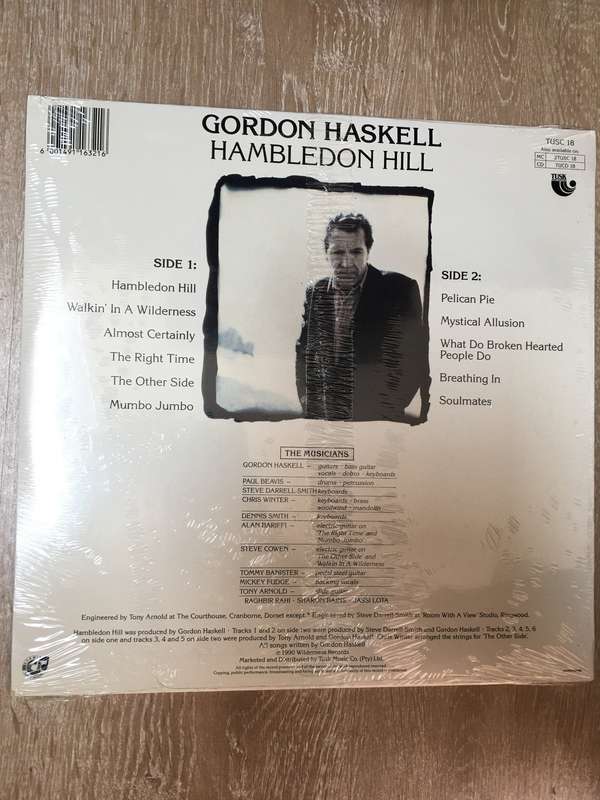 6 001491 163216
GORDON HASKELL
HAMBLEDON HILL
TUSC 18
Also available on
MC 2TUSC 18
CD TUCD 18
TUSK
SIDE 1:
Hambledon Hill
Walkin' In A Wilderness
Almost Certainly
The Right Time
The Other Side
Mumbo Jumbo
SIDE 2:
Pelican Pie
Mystical Allusion
What Do Broken Hearted
People Do
Breathing In
Soulmates
THE MUSICIANS
GORDON HASKELL – guitars · bass guitar
vocals · dobro · keyboards
PAUL BEAVIS – drums · percussion
STEVE DARRELL SMITH keyboards
CHRIS WINTER – keyboards · brass
woodwind · mandolin
DENNIS SMITH – keyboards
ALAN BARIFFI – electric guitar on
'The Right Time' and
Mumbo Jumbo
STEVE COWEN – electric guitar on
'The Other Side' and
Walkin' In A Wilderness
TOMMY BANISTER – pedal steel guitar
MICKEY FUDGE – backing vocals
TONY ARNOLD – slide guitar
RAGHBIR RAHI · SHARON BAINS · JASSI LOTA
Engineered by Tony Arnold at The Courthouse, Cranborne, Dorset except * Engineered by Steve Darrell-Smith at 'Room With A View' Studio, Ringwood.
Hambledon Hill was produced by Gordon Haskell · Tracks 1 and 2 on side two were produced by Steve Darrell-Smith and Gordon Haskell · Tracks 2, 3, 4, 5, 6
on side one and tracks 3, 4 and 5 on side two were produced by Tony Arnold and Gordon Haskell. Chris Winter arranged the strings for 'The Other Side'.
All songs written by Gordon Haskell
℗ 1990 Wilderness Records
Marketed and Distributed by Tusk Music Co. (Pty) Ltd.